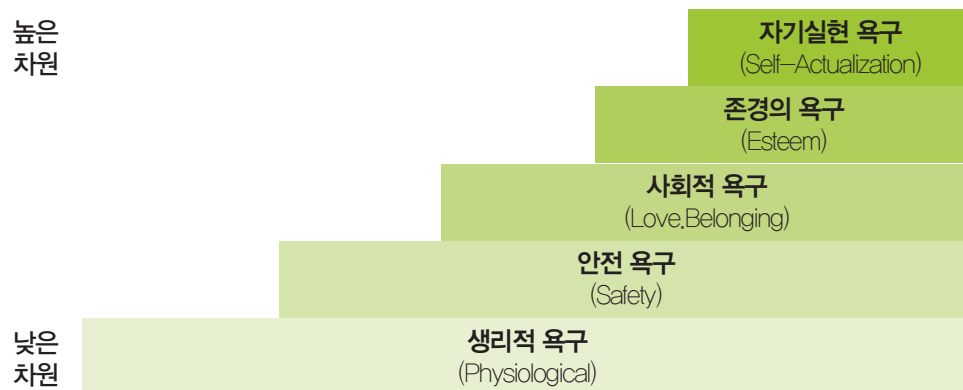 높은
차원
자기실현 욕구
(Self-Actualization)
존경의 욕구
(Esteem)
사회적 욕구
(Love.Belonging)
안전 욕구
(Safety)
낮은
차원
생리적 욕구
(Physiological)